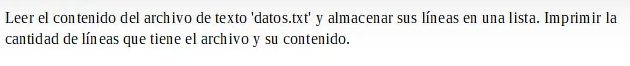 Leer el contenido del archivo de texto 'datos.txt' y almacenar sus líneas en una lista. Imprimir la
cantidad de líneas que tiene el archivo y su contenido.